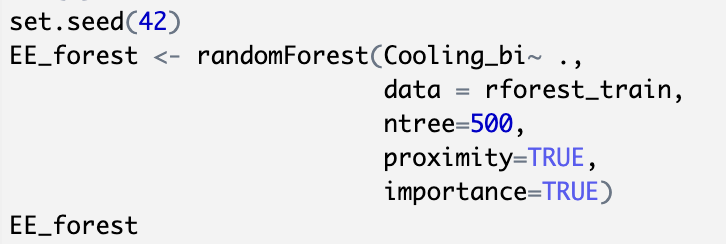 set.seed(42)
EE_forest <- randomForest(Cooling_bi~ .,
                          data = rforest_train,
                          ntree=500,
                          proximity=TRUE,
                          importance=TRUE)
EE_forest